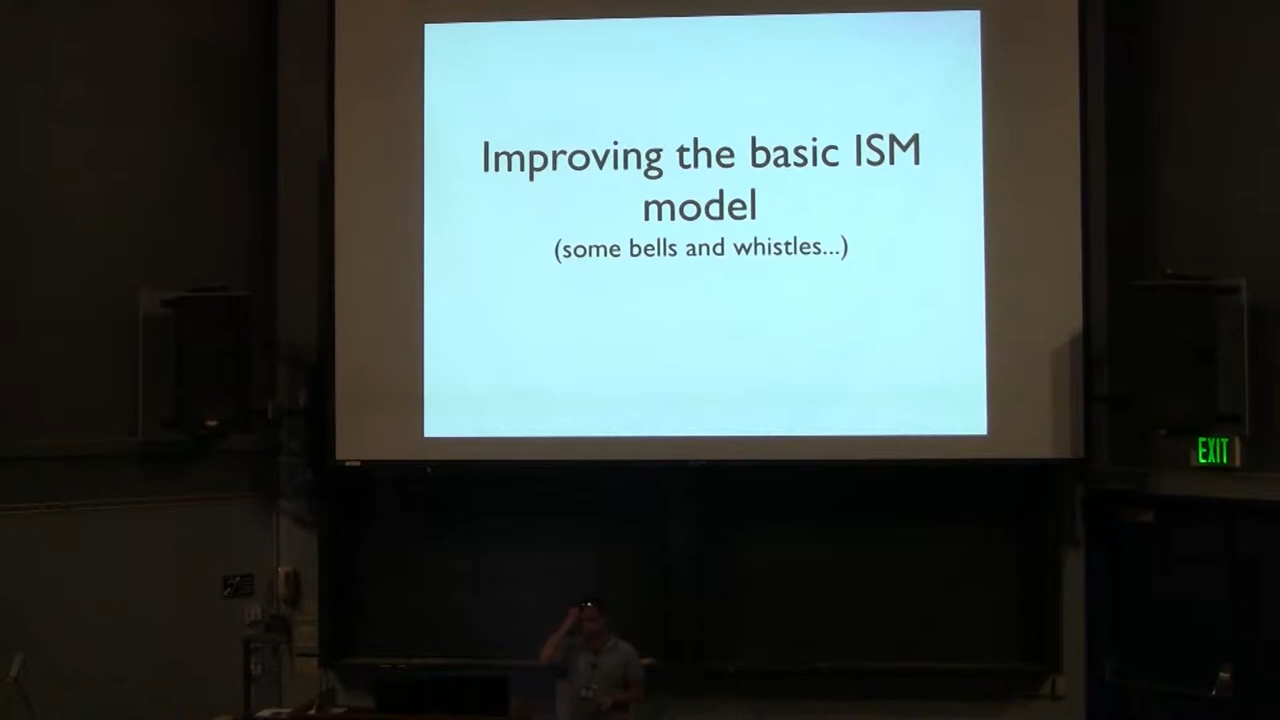 Improving the basic ISM
model
(some bells and whistles...)
EXIT